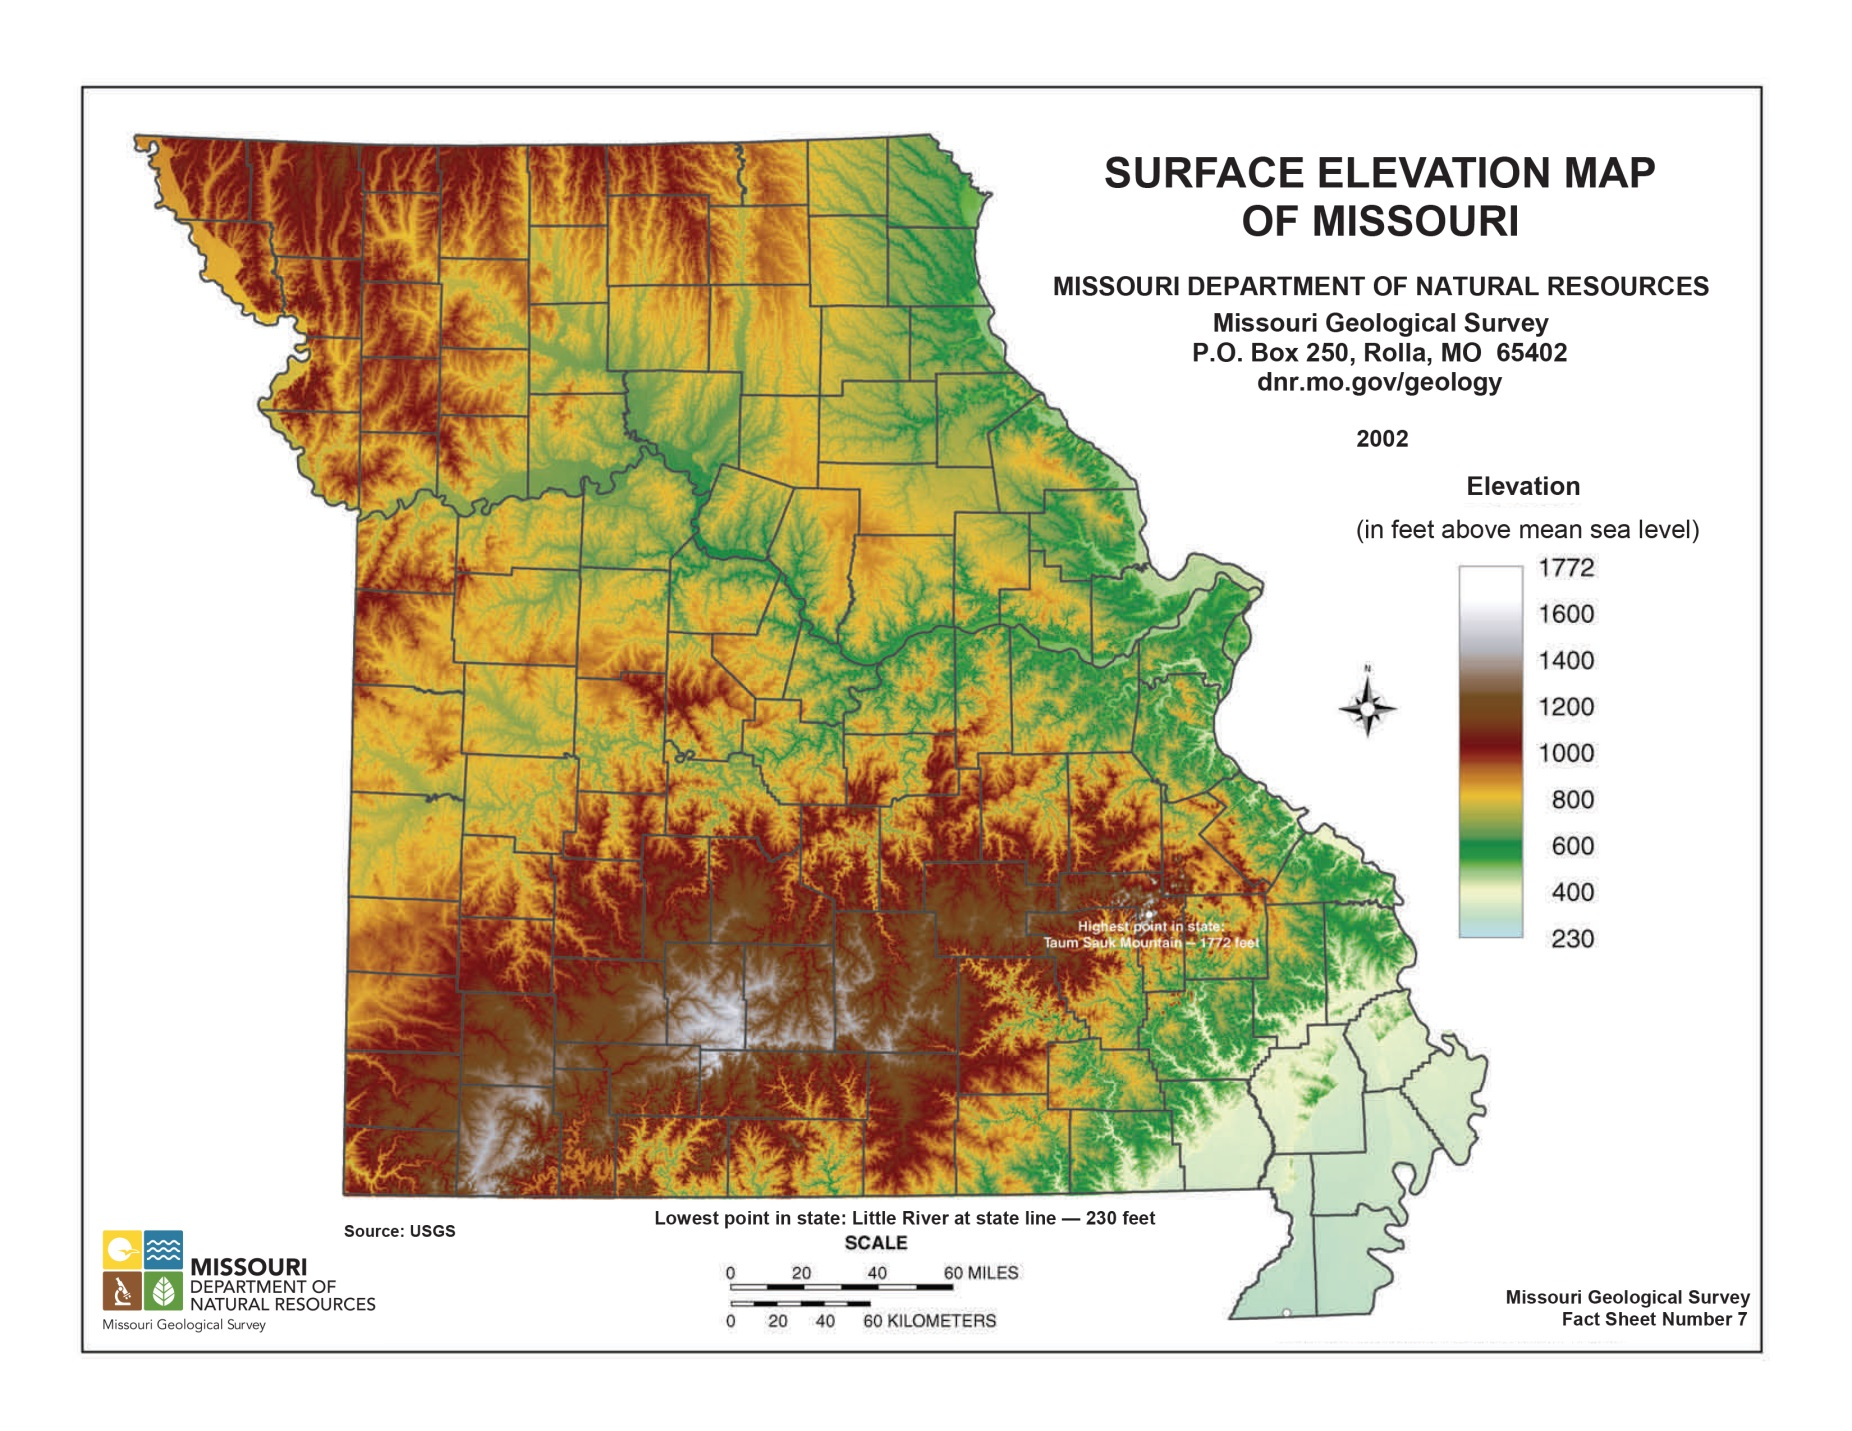 SURFACE ELEVATION MAP
OF MISSOURI
MISSOURI DEPARTMENT OF NATURAL RESOURCES
Missouri Geological Survey
P.O. Box 250, Rolla, MO 65402
dnr.mo.gov/geology
2002
Elevation
(in feet above mean sea level)
1772
1600
1400
1200
1000
800
600
400
230
N
Highest point in state:
Taum Sauk Mountain – 1772 feet
Lowest point in state: Little River at state line — 230 feet
Source: USGS
SCALE
0 20 40 60 MILES
0 20 40 60 KILOMETERS
MISSOURI
DEPARTMENT OF
NATURAL RESOURCES
Missouri Geological Survey
Missouri Geological Survey
Fact Sheet Number 7